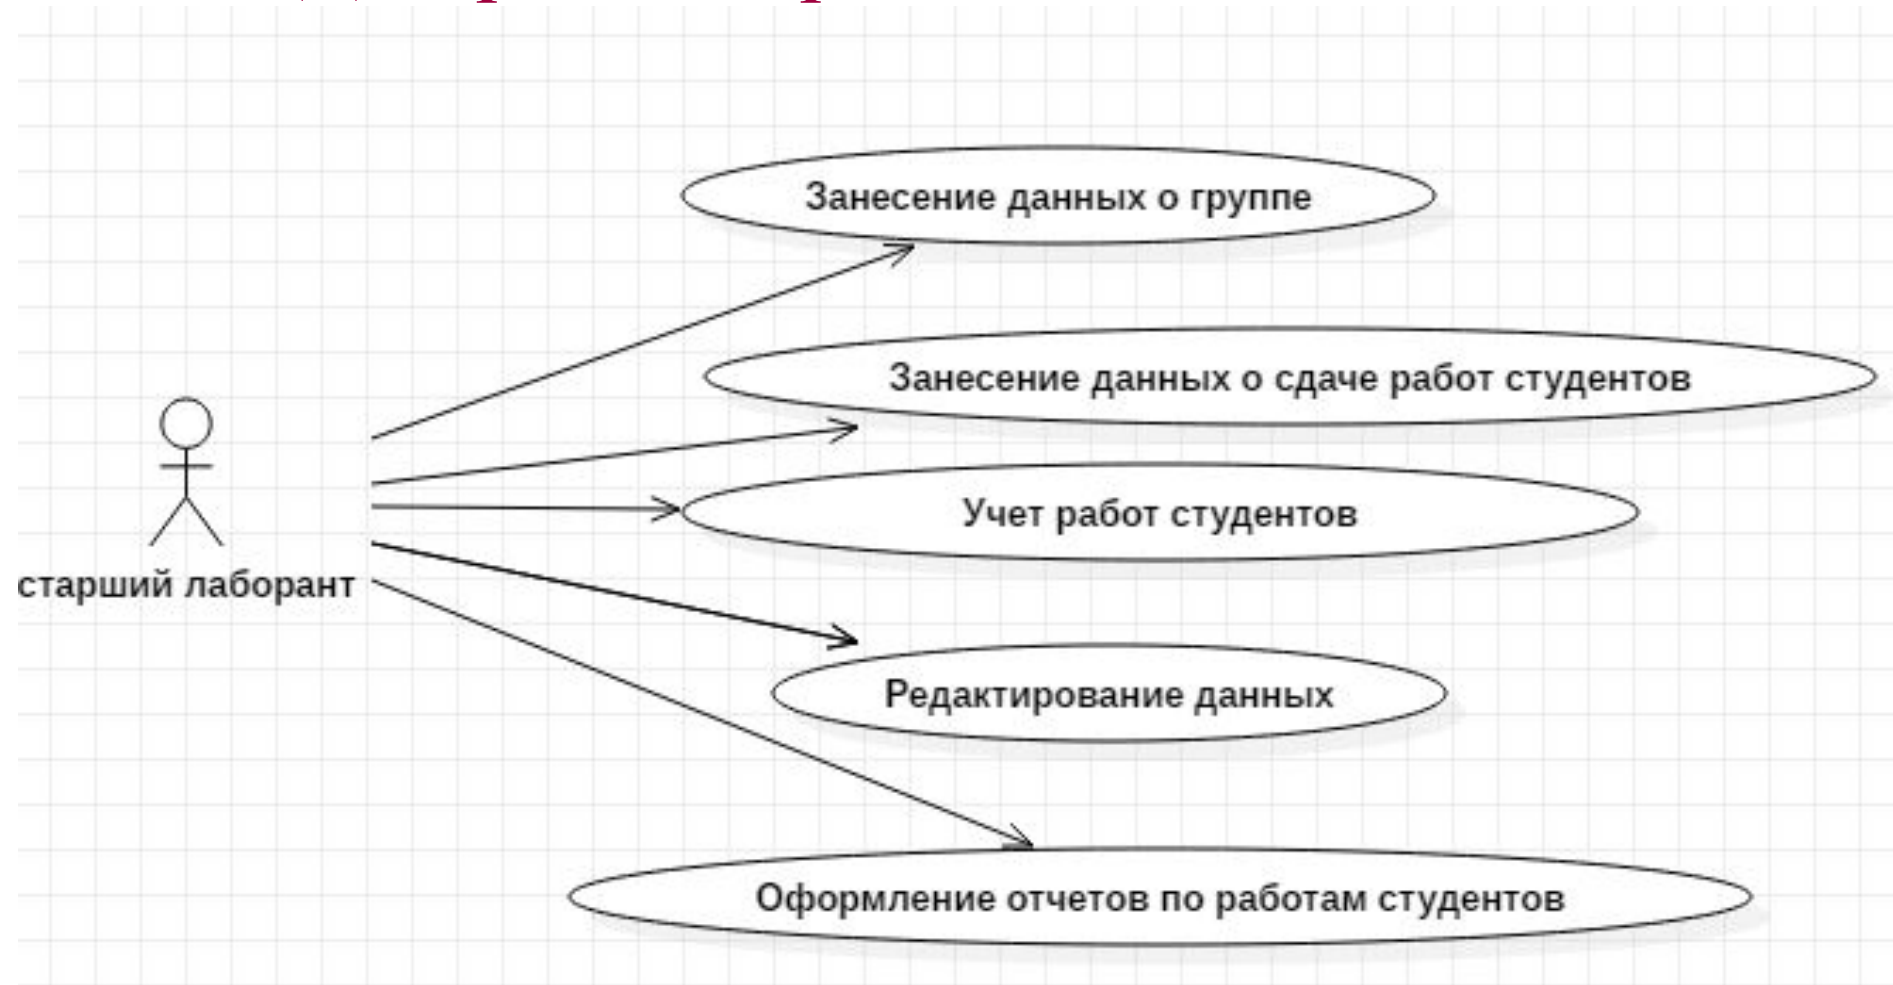 Занесение данных о группе
Занесение данных о сдаче работ студентов
Учет работ студентов
старший лаборант
Редактирование данных
Оформление отчетов по работам студентов